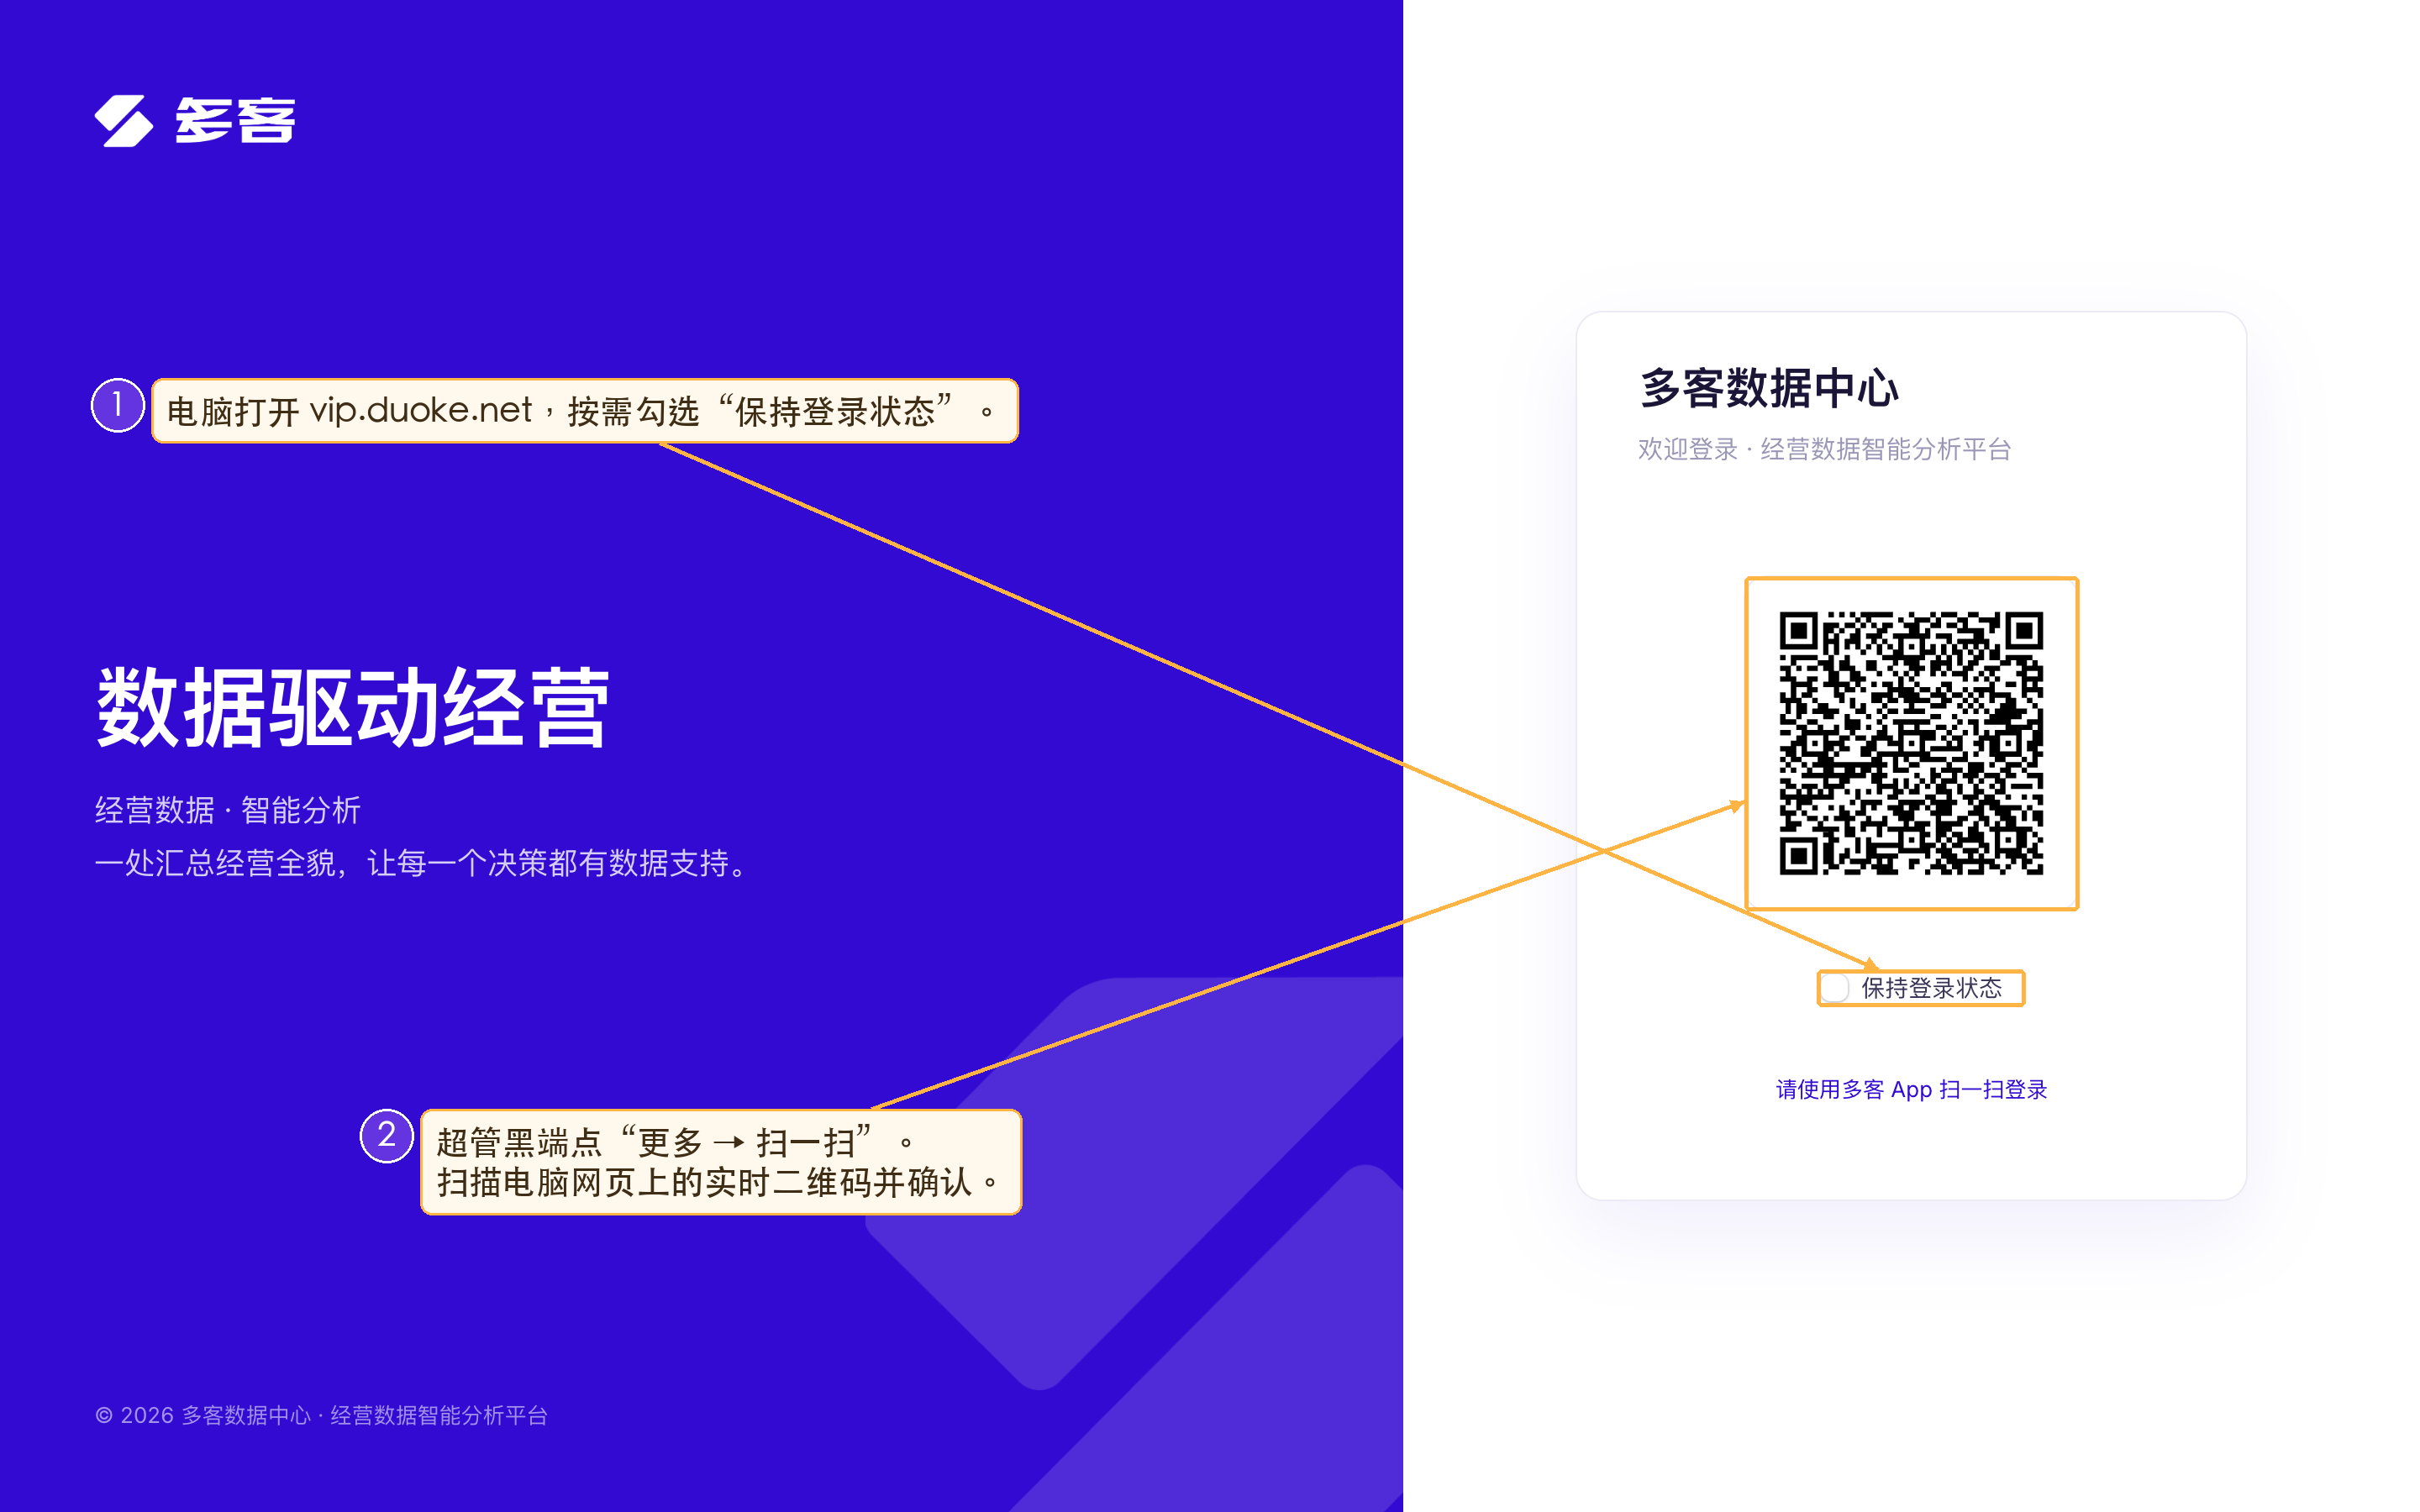 多客
1
电脑打开 vip.duoke.net，按需勾选“保持登录状态”。
数据驱动经营
经营数据 · 智能分析
一处汇总经营全貌，让每一个决策都有数据支持。
2
超管黑端点“更多 → 扫一扫”。
扫描电脑网页上的实时二维码并确认。
© 2026 多客数据中心 · 经营数据智能分析平台
多客数据中心
欢迎登录 · 经营数据智能分析平台
保持登录状态
请使用多客 App 扫一扫登录